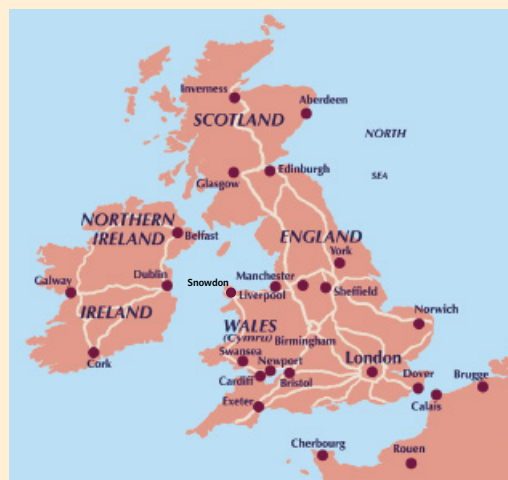 Inverness
Aberdeen
SCOTLAND
NORTH
SEA
Edinburgh
Glasgow
NORTHERN
IRELAND
Belfast
ENGLAND
York
Galway
Dublin
Snowdon
Manchester
Liverpool
Sheffield
IRELAND
Norwich
WALES
(Cymru)
Birmingham
Cork
Swansea
Newport
London
Cardiff
Bristol
Dover
Brugge
Calais
Exeter
Cherbourg
Rouen